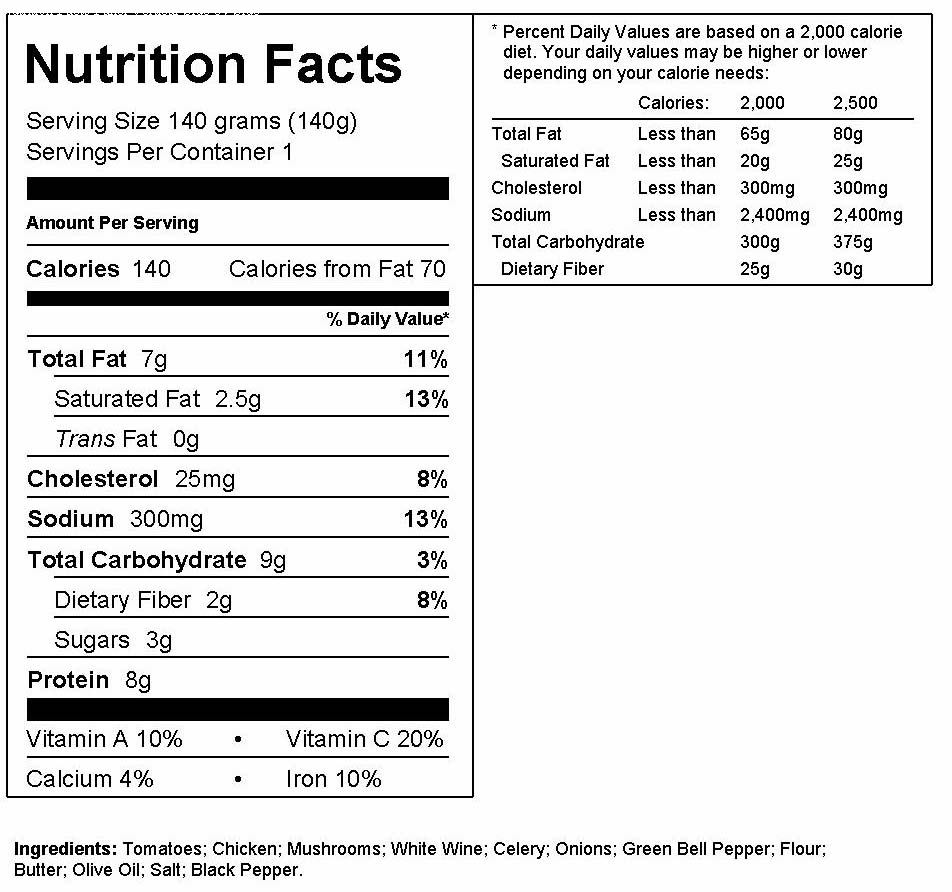 Nutrition Facts
Serving Size 140 grams (140g)
Servings Per Container 1
Amount Per Serving
Calories 140 Calories from Fat 70
% Daily Value*
Total Fat 7g 11%
Saturated Fat 2.5g 13%
Trans Fat 0g
Cholesterol 25mg 8%
Sodium 300mg 13%
Total Carbohydrate 9g 3%
Dietary Fiber 2g 8%
Sugars 3g
Protein 8g
Vitamin A 10% • Vitamin C 20%
Calcium 4% • Iron 10%
* Percent Daily Values are based on a 2,000 calorie
diet. Your daily values may be higher or lower
depending on your calorie needs:
Calories: 2,000 2,500
Total Fat Less than 65g 80g
Saturated Fat Less than 20g 25g
Cholesterol Less than 300mg 300mg
Sodium Less than 2,400mg 2,400mg
Total Carbohydrate 300g 375g
Dietary Fiber 25g 30g
Ingredients: Tomatoes; Chicken; Mushrooms; White Wine; Celery; Onions; Green Bell Pepper; Flour;
Butter; Olive Oil; Salt; Black Pepper.